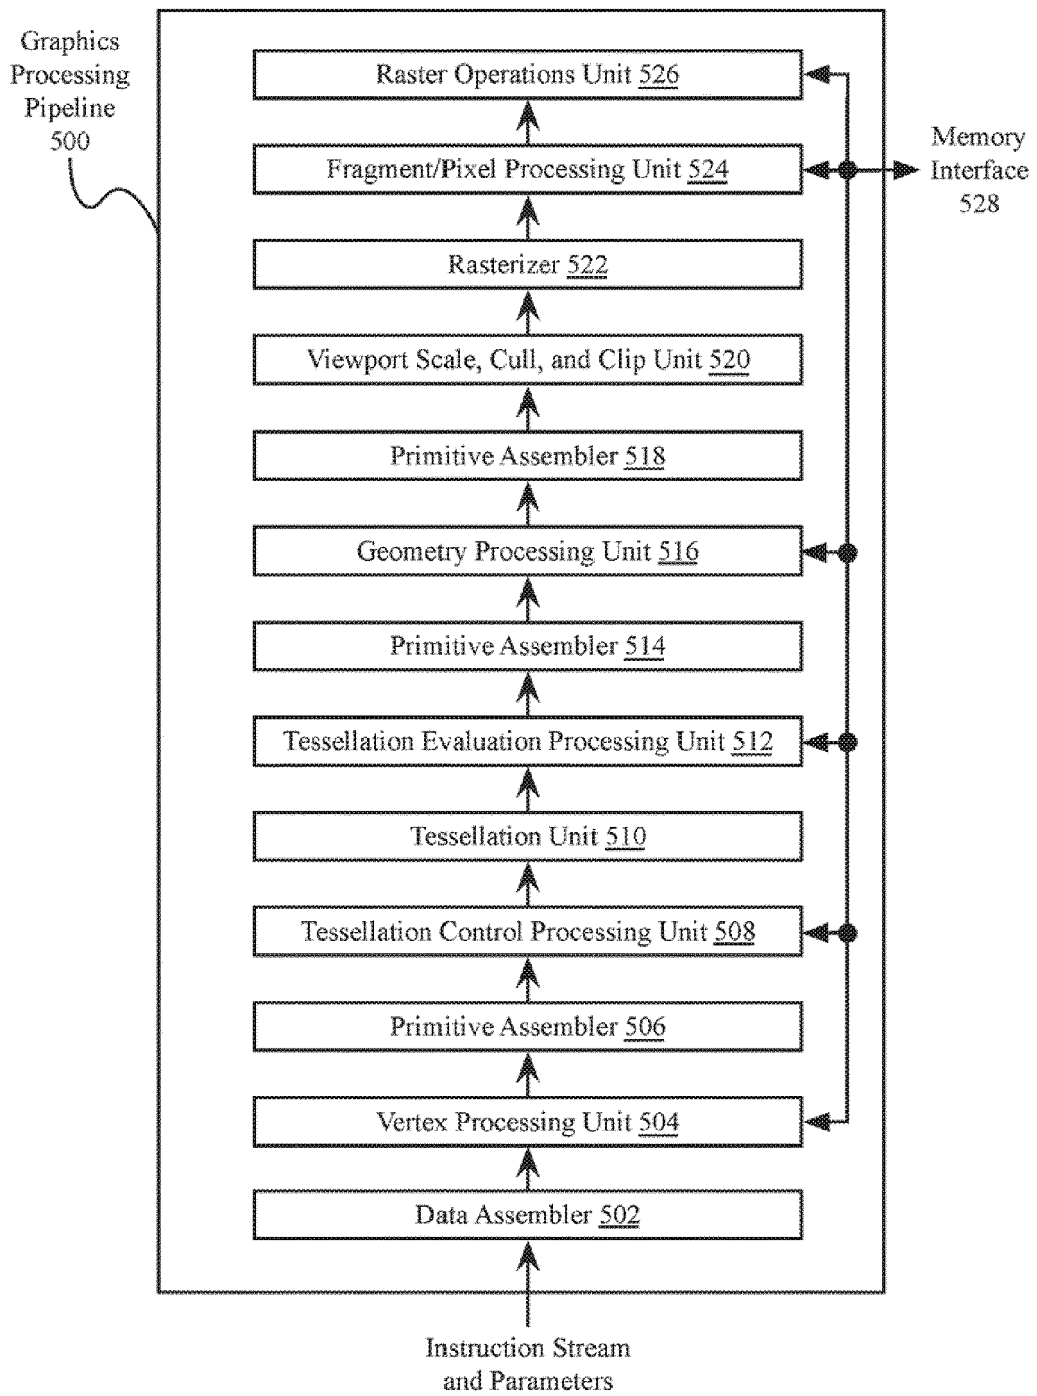 Graphics
Processing
Pipeline
500
Raster Operations Unit 526
Fragment/Pixel Processing Unit 524
Memory
Interface
528
Rasterizer 522
Viewport Scale, Cull, and Clip Unit 520
Primitive Assembler 518
Geometry Processing Unit 516
Primitive Assembler 514
Tessellation Evaluation Processing Unit 512
Tessellation Unit 510
Tessellation Control Processing Unit 508
Primitive Assembler 506
Vertex Processing Unit 504
Data Assembler 502
Instruction Stream
and Parameters